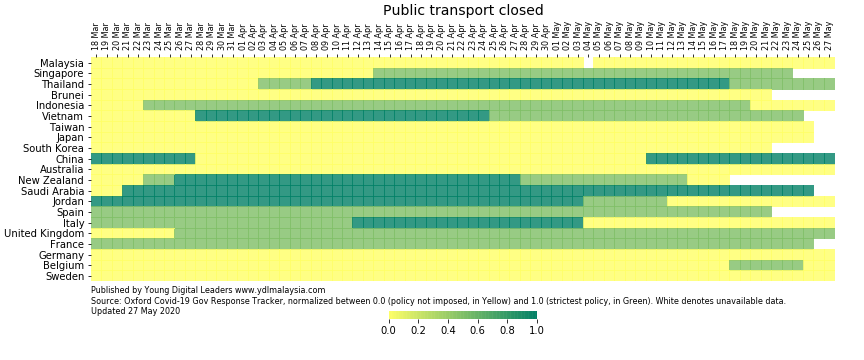 Public transport closed
18 Mar 19 Mar 20 Mar 21 Mar 22 Mar 23 Mar 24 Mar 25 Mar 26 Mar 27 Mar 28 Mar 29 Mar 30 Mar 31 Mar 01 Apr 02 Apr 03 Apr 04 Apr 05 Apr 06 Apr 07 Apr 08 Apr 09 Apr 10 Apr 11 Apr 12 Apr 13 Apr 14 Apr 15 Apr 16 Apr 17 Apr 18 Apr 19 Apr 20 Apr 21 Apr 22 Apr 23 Apr 24 Apr 25 Apr 26 Apr 27 Apr 28 Apr 29 Apr 30 Apr 01 May 02 May 03 May 04 May 05 May 06 May 07 May 08 May 09 May 10 May 11 May 12 May 13 May 14 May 15 May 16 May 17 May 18 May 19 May 20 May 21 May 22 May 23 May 24 May 25 May 26 May 27 May
Malaysia
Singapore
Thailand
Brunei
Indonesia
Vietnam
Taiwan
Japan
South Korea
China
Australia
New Zealand
Saudi Arabia
Jordan
Spain
Italy
United Kingdom
France
Germany
Belgium
Sweden
Published by Young Digital Leaders www.ydlmalaysia.com
Source: Oxford Covid-19 Gov Response Tracker, normalized between 0.0 (policy not imposed, in Yellow) and 1.0 (strictest policy, in Green). White denotes unavailable data.
Updated 27 May 2020
0.0 0.2 0.4 0.6 0.8 1.0